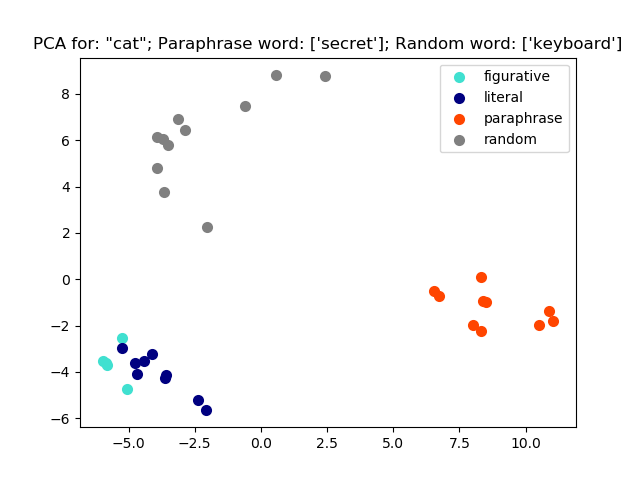 PCA for: "cat"; Paraphrase word: ['secret']; Random word: ['keyboard']
figurative
literal
paraphrase
random
8
6
4
2
0
−2
−4
−6
−5.0 −2.5 0.0 2.5 5.0 7.5 10.0